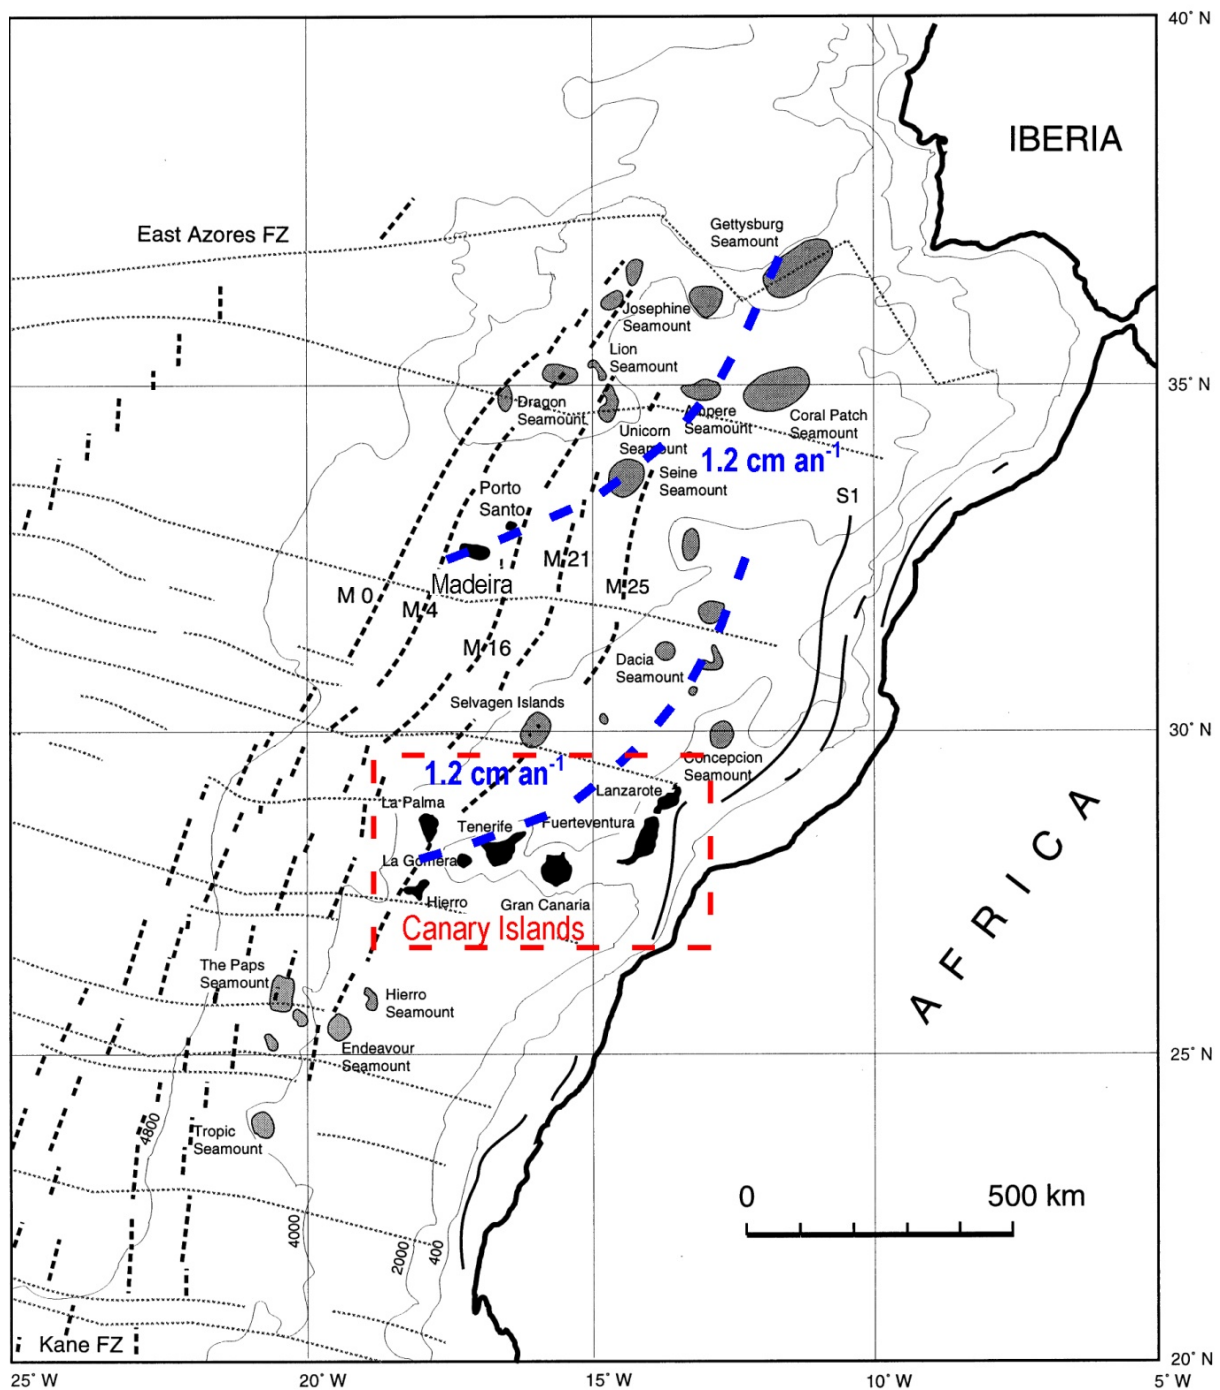 40° N
IBERIA
Gettysburg
Seamount
East Azores FZ
Josephine
Seamount
Lion
Seamount
35° N
Dragon
Seamount
Ampere
Seamount
Coral Patch
Seamount
Unicorn
Seamount
1.2 cm an-1
Seine
Seamount
Porto
Santo
S1
M 21
M 25
Madeira
M 0
M 4
M 16
Dacia
Seamount
Selvagen Islands
30° N
Concepcion
Seamount
1.2 cm an-1
Lanzarote
La Palma
Tenerife
Fuerteventura
La Gomera
Hierro
Gran Canaria
Canary Islands
AFRICA
The Paps
Seamount
Hierro
Seamount
Endeavour
Seamount
25° N
4800
Tropic
Seamount
0
500 km
4000
2000
400
Kane FZ
20° N
25° W
20° W
15° W
10° W
5° W